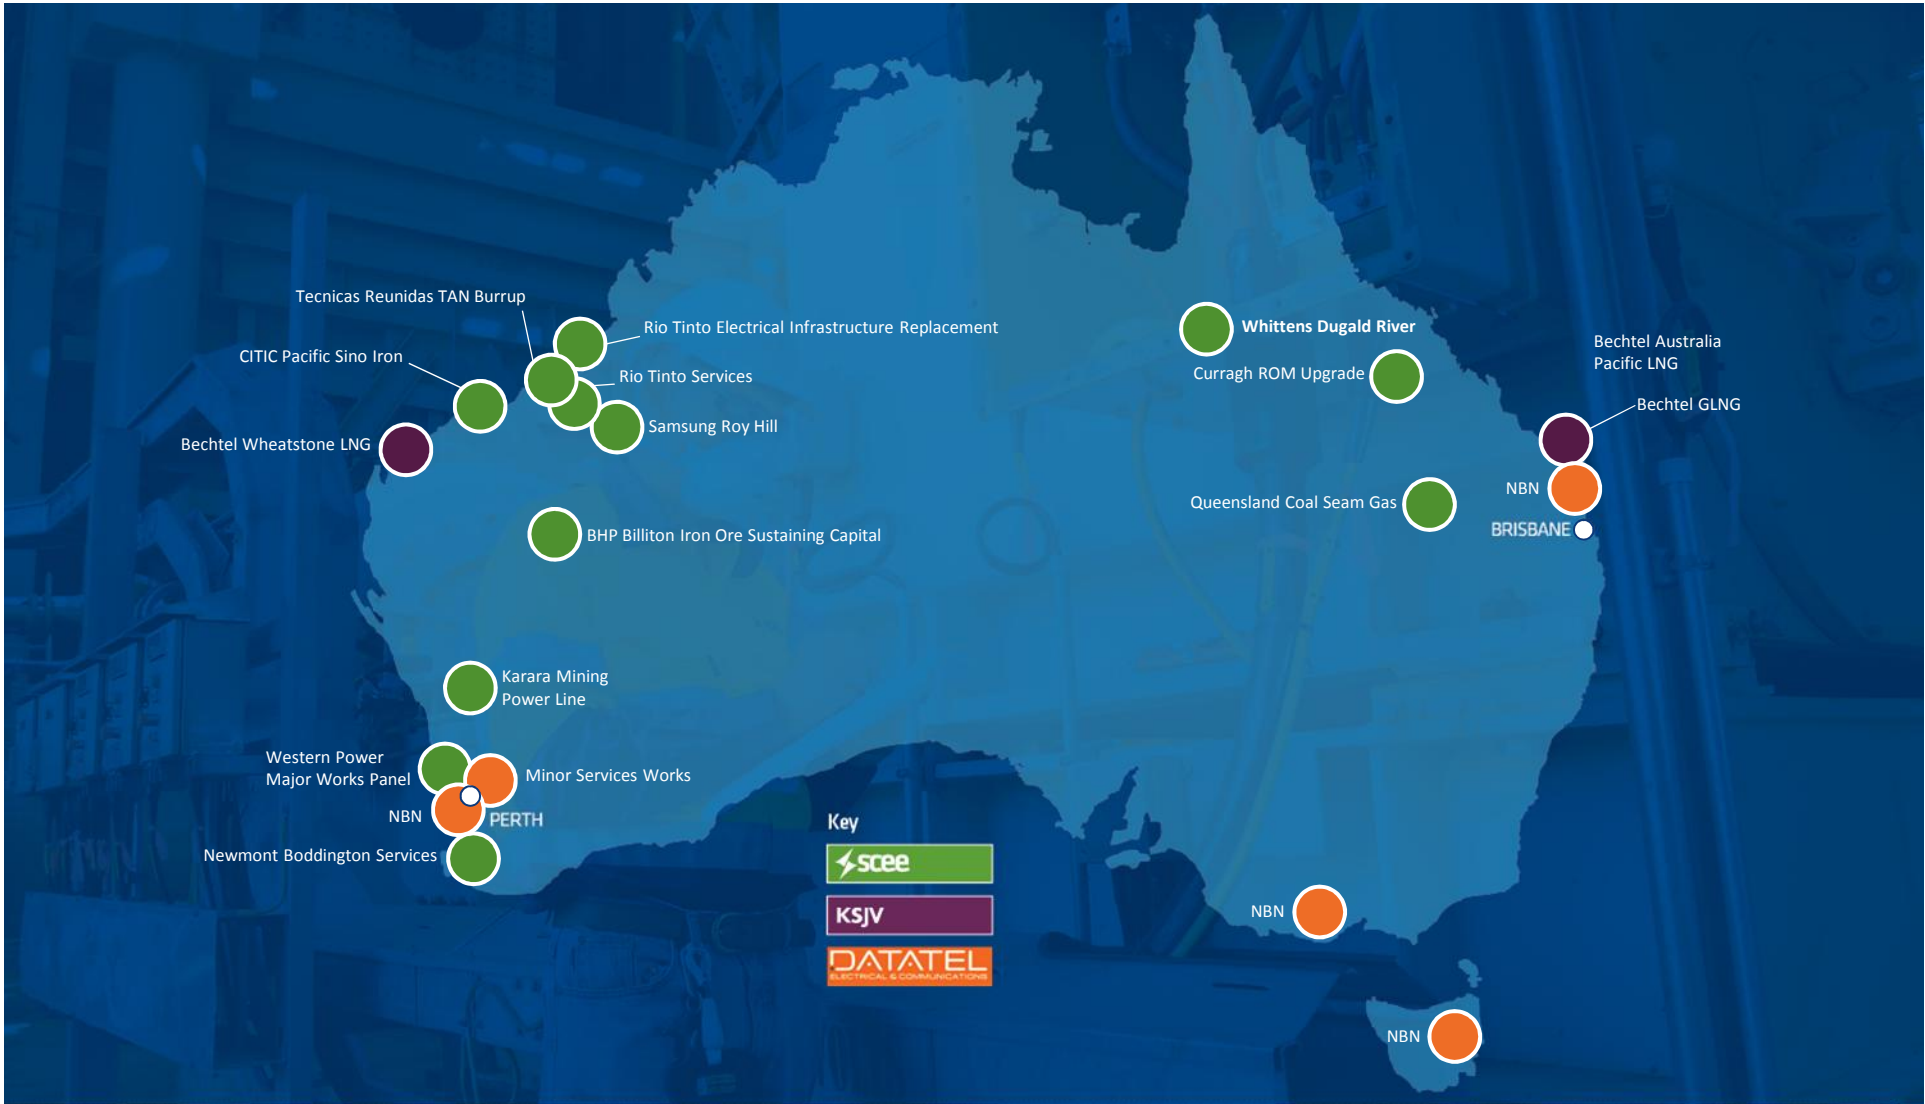 Tecnicas Reunidas TAN Burrup
Rio Tinto Electrical Infrastructure Replacement
CITIC Pacific Sino Iron
Rio Tinto Services
Samsung Roy Hill
Bechtel Wheatstone LNG
BHP Billiton Iron Ore Sustaining Capital
Whittens Dugald River
Curragh ROM Upgrade
Bechtel Australia
Pacific LNG
Bechtel GLNG
NBN
Queensland Coal Seam Gas
BRISBANE
Karara Mining
Power Line
Western Power
Major Works Panel
Minor Services Works
NBN
PERTH
Newmont Boddington Services
Key
scee
KSJV
DATATEL
ELECTRICAL & COMMUNICATIONS
NBN
NBN